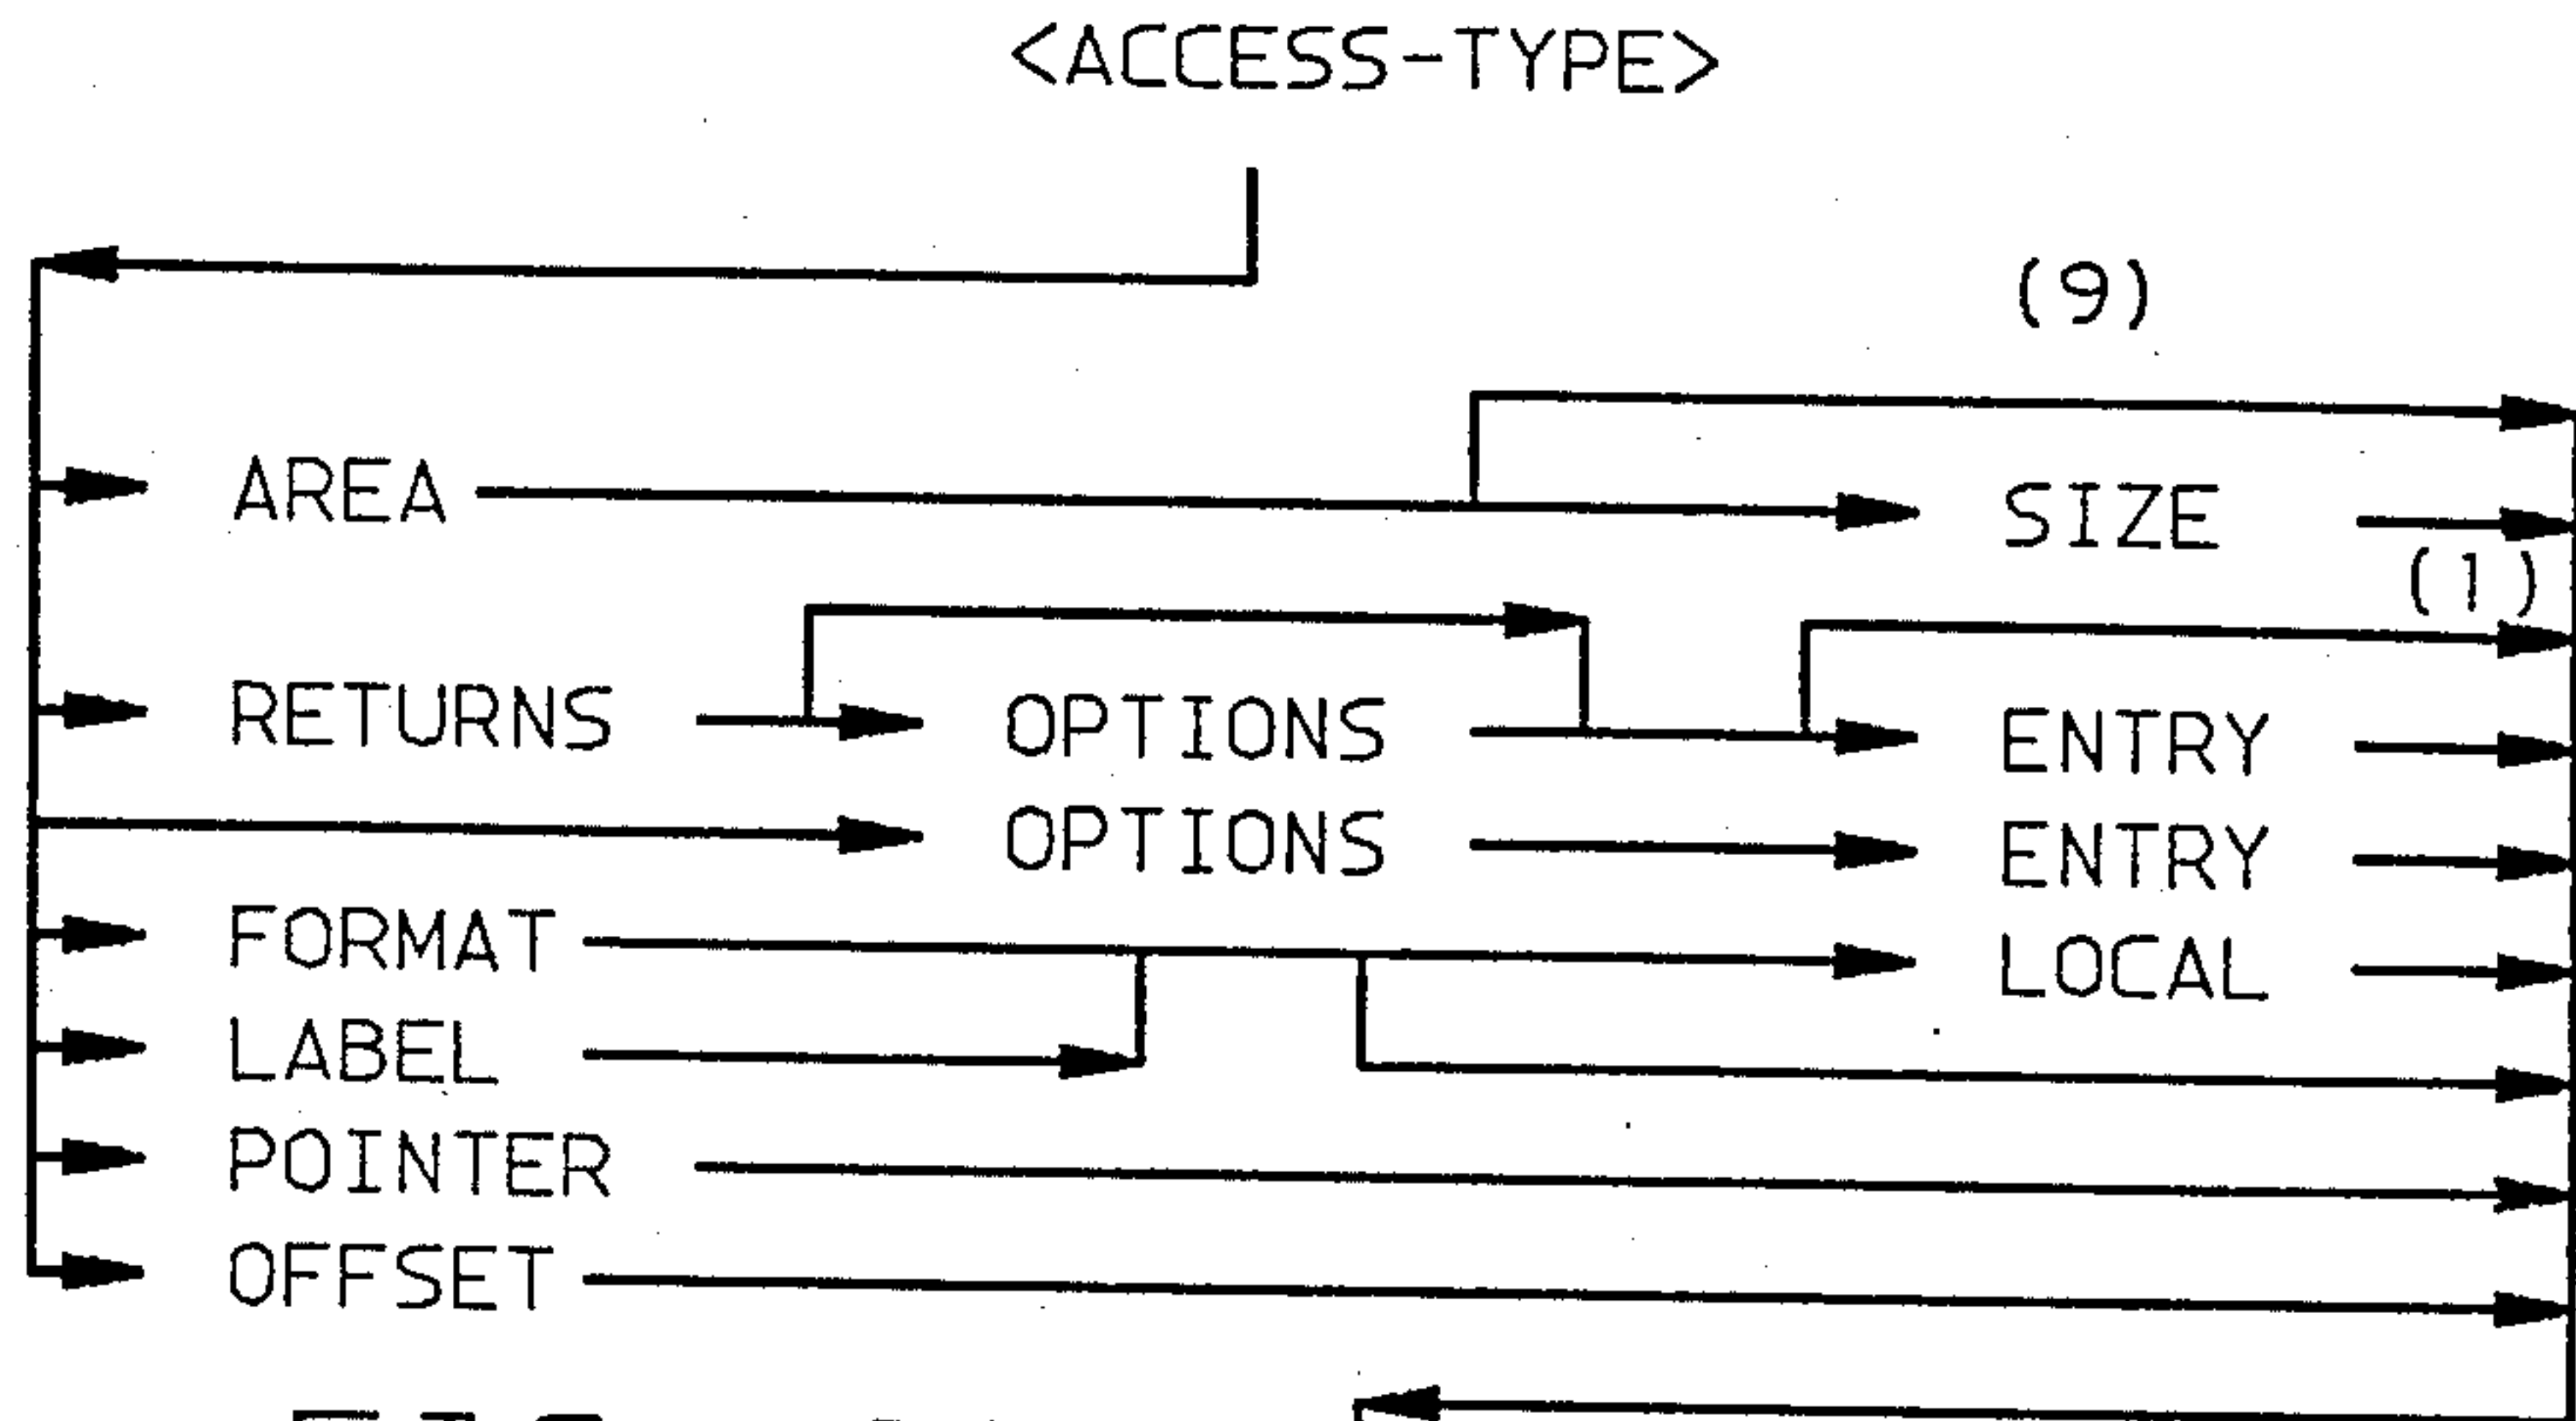 <ACCESS-TYPE>
(9)
AREA SIZE
(1)
RETURNS OPTIONS ENTRY
OPTIONS ENTRY
FORMAT LOCAL
LABEL
POINTER
OFFSET